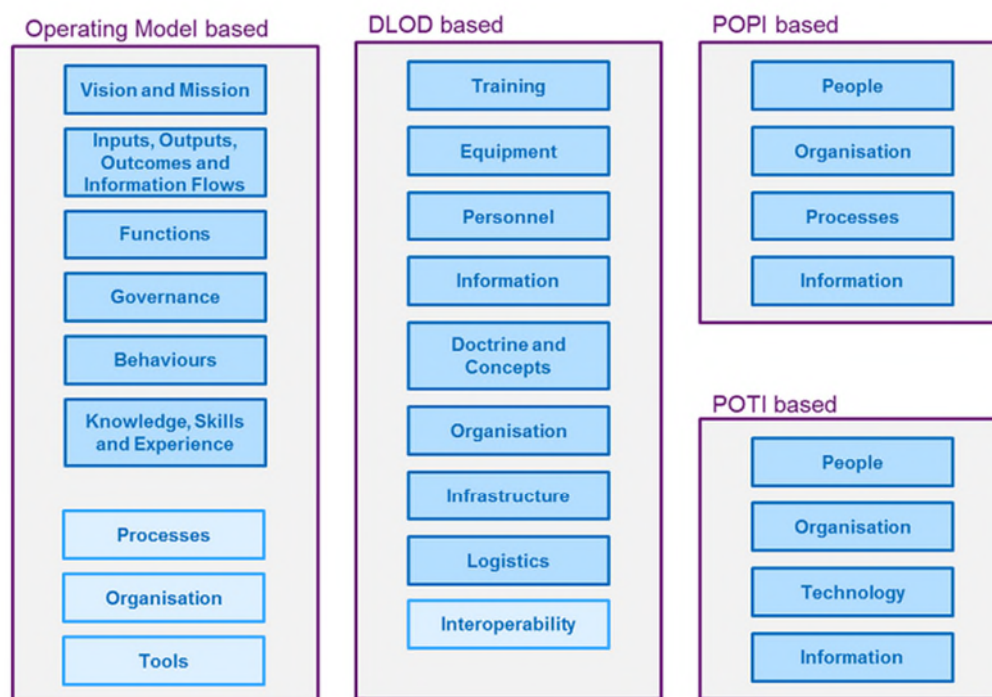 Operating Model based
Vision and Mission
Inputs, Outputs,
Outcomes and
Information Flows
Functions
Governance
Behaviours
Knowledge, Skills
and Experience
Processes
Organisation
Tools
DLOD based
Training
Equipment
Personnel
Information
Doctrine and
Concepts
Organisation
Infrastructure
Logistics
Interoperability
POPI based
People
Organisation
Processes
Information
POTI based
People
Organisation
Technology
Information